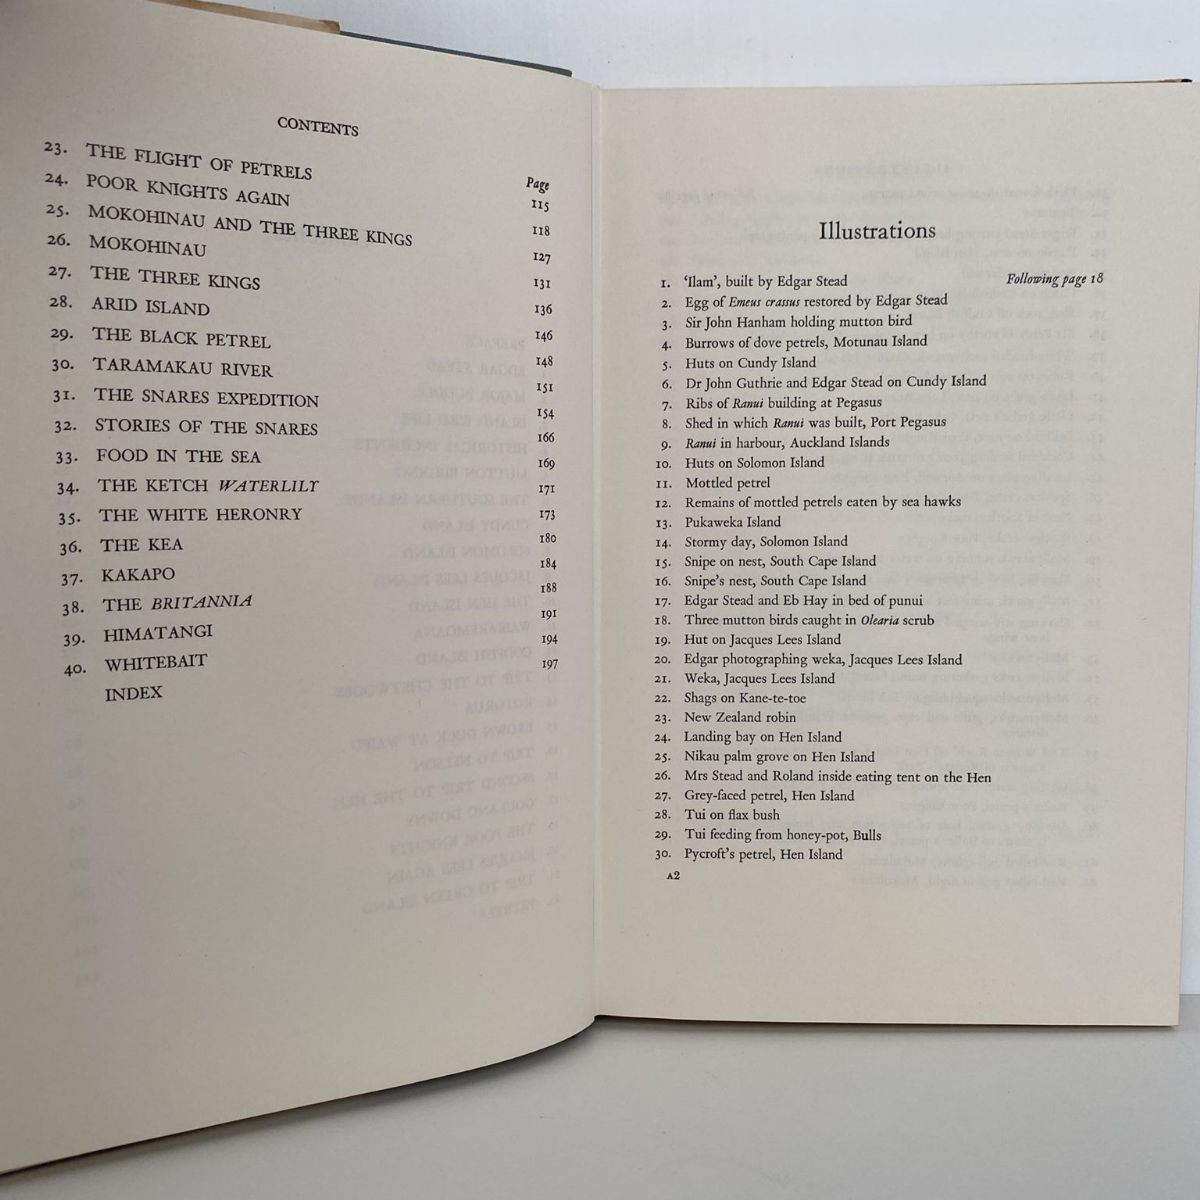 CONTENTS
Page
23. THE FLIGHT OF PETRELS 115
24. POOR KNIGHTS AGAIN 118
25. MOKOHINAU AND THE THREE KINGS 127
26. MOKOHINAU 131
27. THE THREE KINGS 136
28. ARID ISLAND 146
29. THE BLACK PETREL 148
30. TARAMAKAU RIVER 151
31. THE SNARES EXPEDITION 154
32. STORIES OF THE SNARES 166
33. FOOD IN THE SEA 169
34. THE KETCH WATERLILY 171
35. THE WHITE HERONRY 173
36. THE KEA 180
37. KAKAPO 184
38. THE BRITANNIA 188
39. HIMATANGI 191
40. WHITEBAIT 194
INDEX 197
Illustrations
1. ‘Ilam’, built by Edgar Stead Following page 18
2. Egg of Emeus crassus restored by Edgar Stead
3. Sir John Hanham holding mutton bird
4. Burrows of dove petrels, Motunau Island
5. Huts on Cundy Island
6. Dr John Guthrie and Edgar Stead on Cundy Island
7. Ribs of Ranui building at Pegasus
8. Shed in which Ranui was built, Port Pegasus
9. Ranui in harbour, Auckland Islands
10. Huts on Solomon Island
11. Mottled petrel
12. Remains of mottled petrels eaten by sea hawks
13. Pukaweka Island
14. Stormy day, Solomon Island
15. Snipe on nest, South Cape Island
16. Snipe's nest, South Cape Island
17. Edgar Stead and Eb Hay in bed of punui
18. Three mutton birds caught in Olearia scrub
19. Hut on Jacques Lees Island
20. Edgar photographing weka, Jacques Lees Island
21. Weka, Jacques Lees Island
22. Shags on Kane-te-toe
23. New Zealand robin
24. Landing bay on Hen Island
25. Nikau palm grove on Hen Island
26. Mrs Stead and Roland inside eating tent on the Hen
27. Grey-faced petrel, Hen Island
28. Tui on flax bush
29. Tui feeding from honey-pot, Bulls
30. Pycroft's petrel, Hen Island
A2